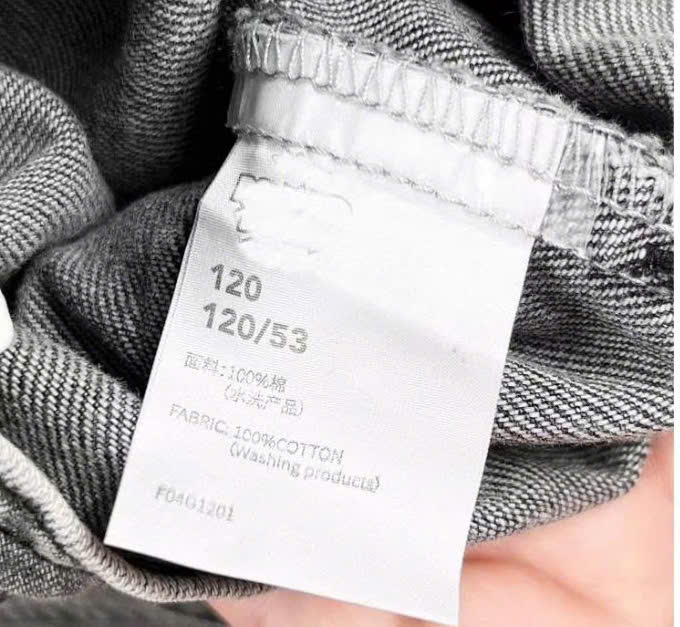 120
120/53
面料:100%棉
(水洗产品)
FABRIC: 100%COTTON
(Washing products)
F04G1201